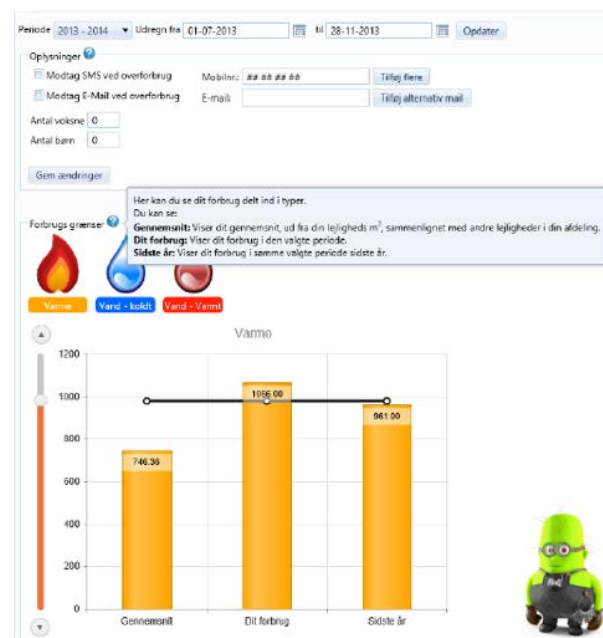 Periode 2013 - 2014 Udregn fra 01-07-2013 til 28-11-2013 Opdater
Oplysninger
Modtag SMS ved overforbrug Mobilnr.: ## ## ## ## Tilføj flere
Modtag E-Mail ved overforbrug E-mail: Tilføj alternativ mail
Antal voksne 0
Antal børn 0
Gem ændringer
Her kan du se dit forbrug delt ind i typer.
Du kan se:
Gennemsnit: Viser dit gennemsnit, ud fra din lejligheds m², sammenlignet med andre lejligheder i din afdeling.
Dit forbrug: Viser dit forbrug i den valgte periode.
Sidste år: Viser dit forbrug i samme valgte periode sidste år.
Forbrugs grænser
Varme Vand - koldt Vand - Varmt
Varme
1200
1000
800
600
400
200
0
746.36
1066.00
961.00
Gennemsnit Dit forbrug Sidste år